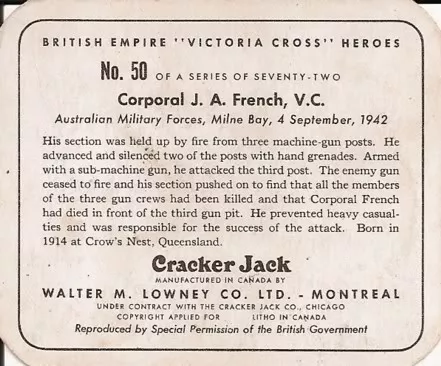 BRITISH EMPIRE "VICTORIA CROSS" HEROES
No. 50 OF A SERIES OF SEVENTY-TWO
Corporal J. A. French, V.C.
Australian Military Forces, Milne Bay, 4 September, 1942
His section was held up by fire from three machine-gun posts. He
advanced and silenced two of the posts with hand grenades. Armed
with a sub-machine gun, he attacked the third post. The enemy gun
ceased to fire and his section pushed on to find that all the members
of the three gun crews had been killed and that Corporal French
had died in front of the third gun pit. He prevented heavy casual-
ties and was responsible for the success of the attack. Born in
1914 at Crow's Nest, Queensland.
Cracker Jack
MANUFACTURED IN CANADA BY
WALTER M. LOWNEY CO. LTD. - MONTREAL
UNDER CONTRACT WITH THE CRACKER JACK CO., CHICAGO
COPYRIGHT APPLIED FOR LITHO IN CANADA
Reproduced by Special Permission of the British Government